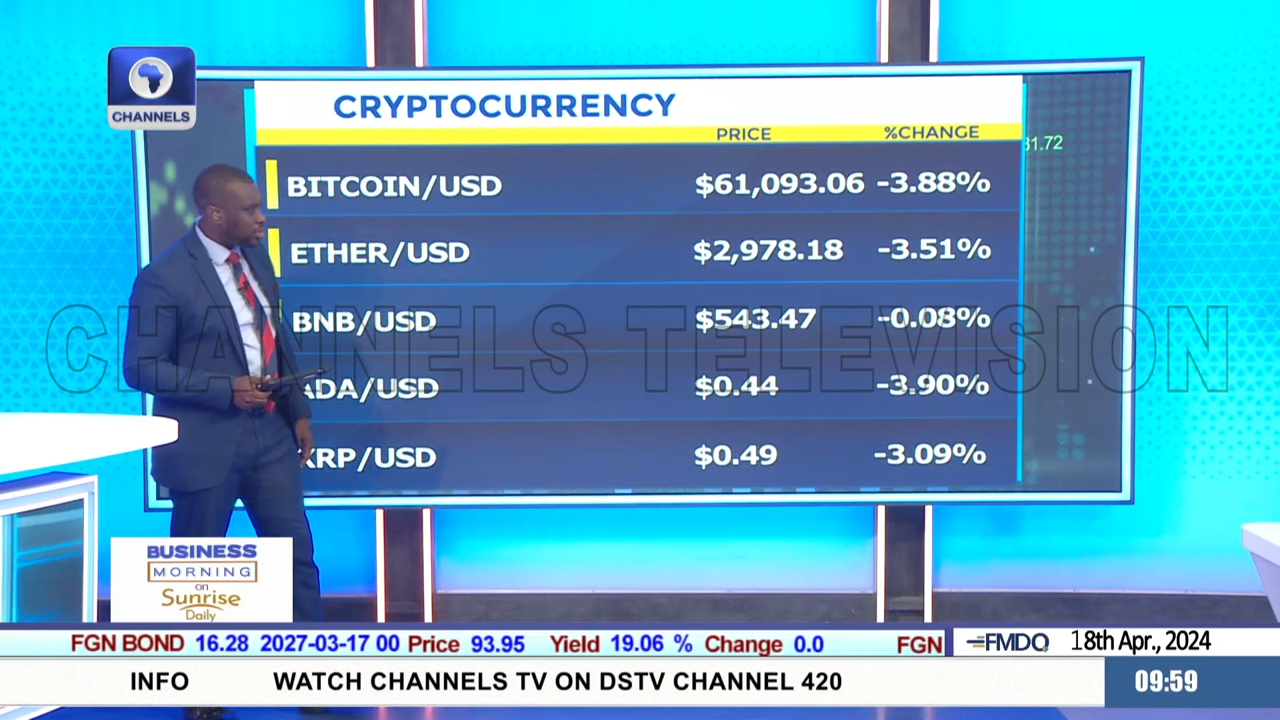 CHANNELS
CRYPTOCURRENCY
PRICE %CHANGE
31.72
BITCOIN/USD $61,093.06 -3.88%
ETHER/USD $2,978.18 -3.51%
BNB/USD $543.47 -0.08%
ADA/USD $0.44 -3.90%
XRP/USD $0.49 -3.09%
CHANNELS TELEVISION
BUSINESS
MORNING
on
Sunrise
Daily
FGN BOND 16.28 2027-03-17 00 Price 93.95 Yield 19.06 % Change 0.0 FGN FMDQ 18th Apr., 2024
INFO WATCH CHANNELS TV ON DSTV CHANNEL 420 09:59